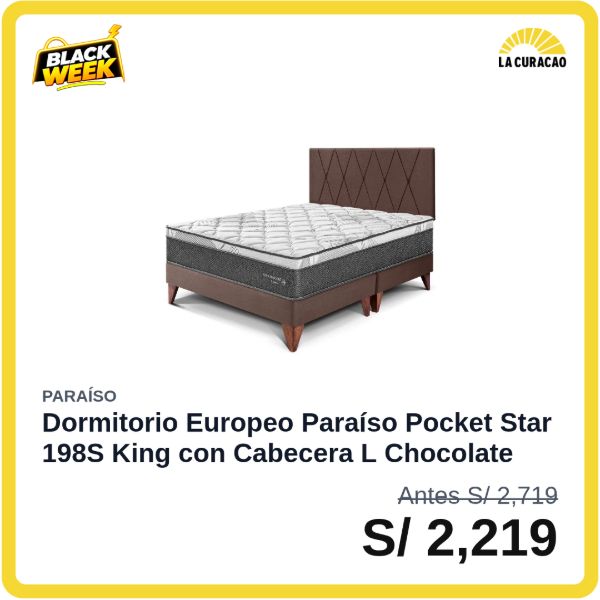 BLACK
WEEK
LA CURACAO
PARAÍSO
Dormitorio Europeo Paraíso Pocket Star
198S King con Cabecera L Chocolate
Antes S/ 2,719
S/ 2,219